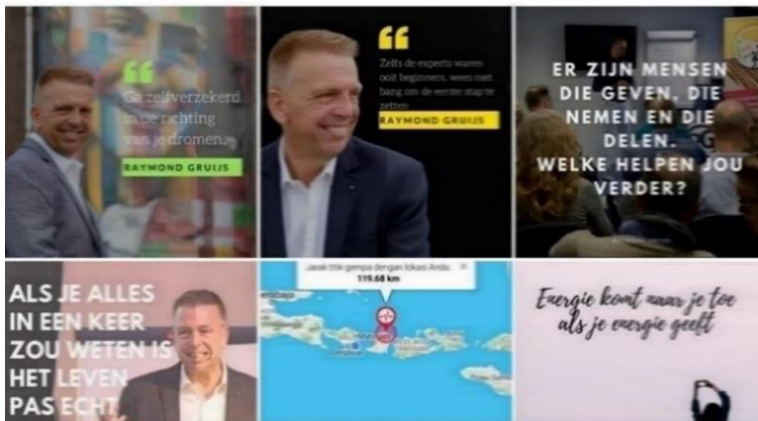 Ga zelfverzekerd
in de richting
van je dromen.
RAYMOND GRUIJS
Zelfs de experts waren
ooit beginners, wees niet
bang om de eerste stap te
zetten
RAYMOND GRUIJS
ER ZIJN MENSEN
DIE GEVEN, DIE
NEMEN EN DIE
DELEN.
WELKE HELPEN JOU
VERDER?
ALS JE ALLES
IN EEN KEER
ZOU WETEN IS
HET LEVEN
PAS ECHT
Jarak titik gempa dengan lokasi Anda:
119.68 km
Energie komt naar je toe
als je energie geeft